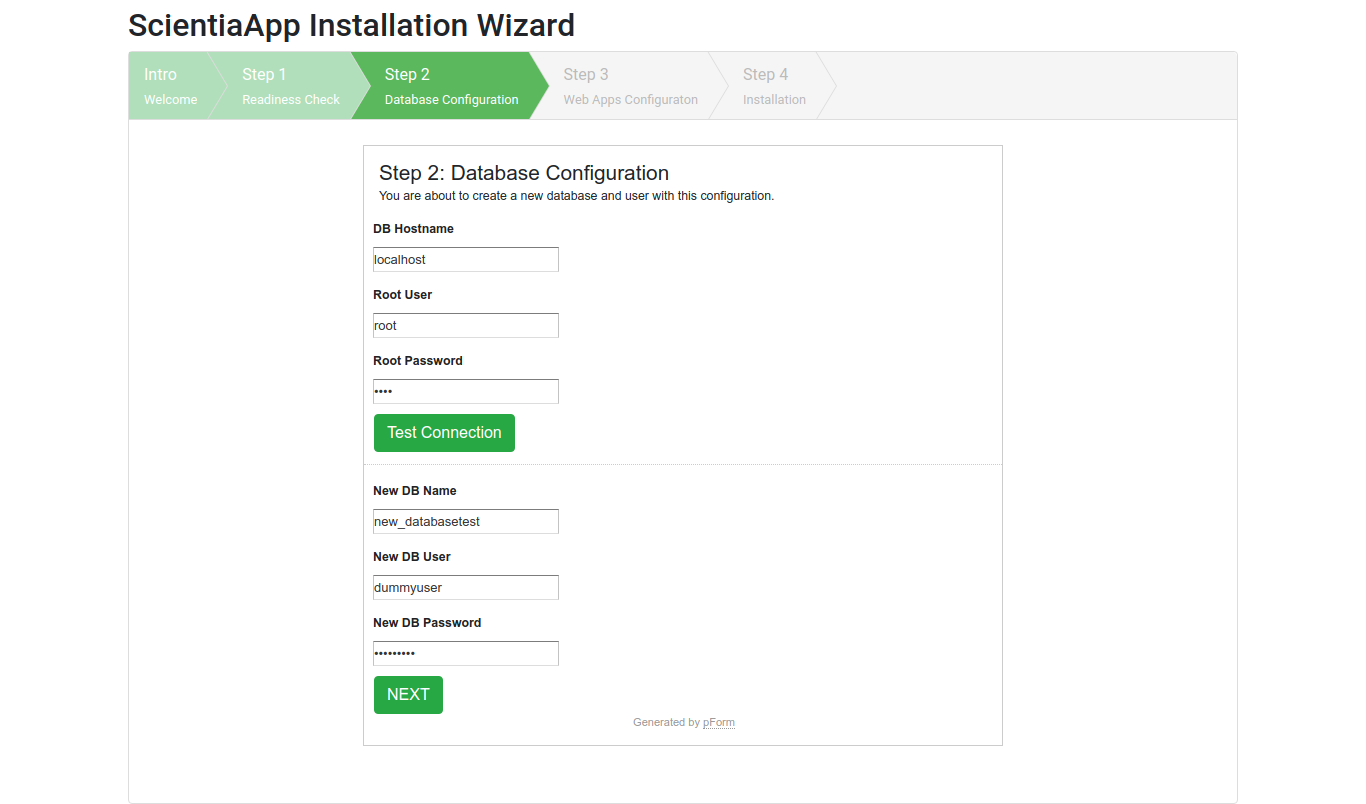 ScientiaApp Installation Wizard
Intro
Welcome
Step 1
Readiness Check
Step 2
Database Configuration
Step 3
Web Apps Configuraton
Step 4
Installation
Step 2: Database Configuration
You are about to create a new database and user with this configuration.
DB Hostname
localhost
Root User
root
Root Password
••••
Test Connection
New DB Name
new_databasetest
New DB User
dummyuser
New DB Password
•••••••••
NEXT
Generated by pForm